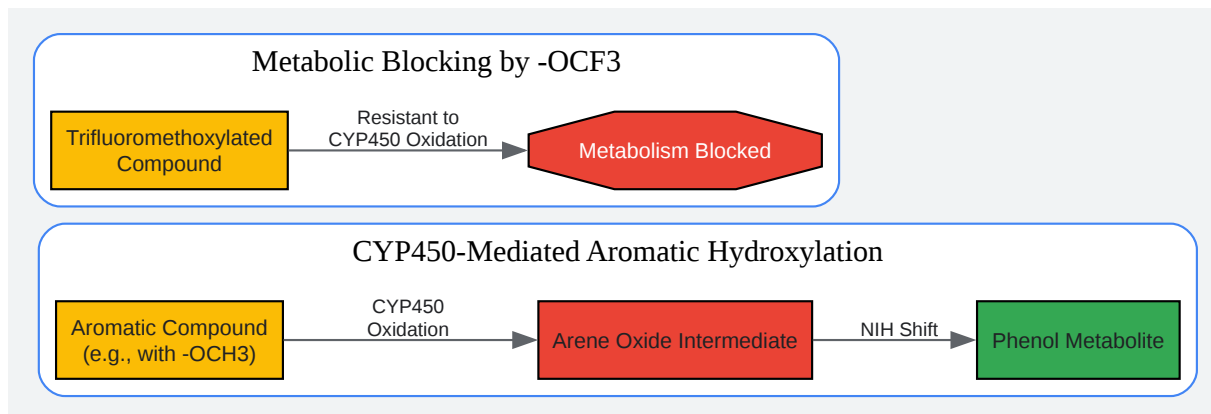 Metabolic Blocking by -OCF3
Trifluoromethoxylated
Compound
Resistant to
CYP450 Oxidation
Metabolism Blocked
CYP450-Mediated Aromatic Hydroxylation
Aromatic Compound
(e.g., with -OCH3)
CYP450
Oxidation
Arene Oxide Intermediate
NIH Shift
Phenol Metabolite